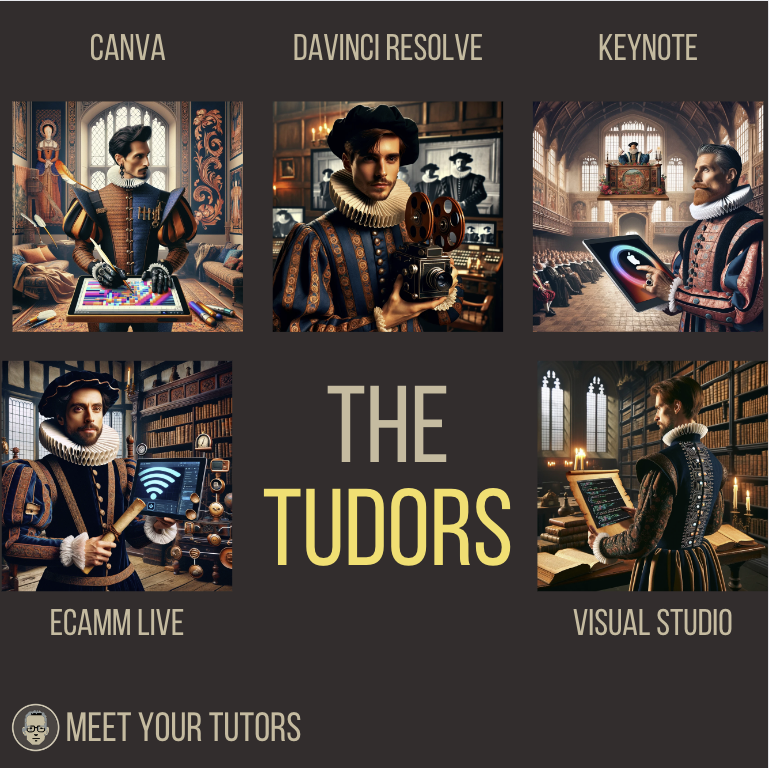 CANVA
DAVINCI RESOLVE
KEYNOTE
THE
TUDORS
ECAMM LIVE
VISUAL STUDIO
MEET YOUR TUTORS